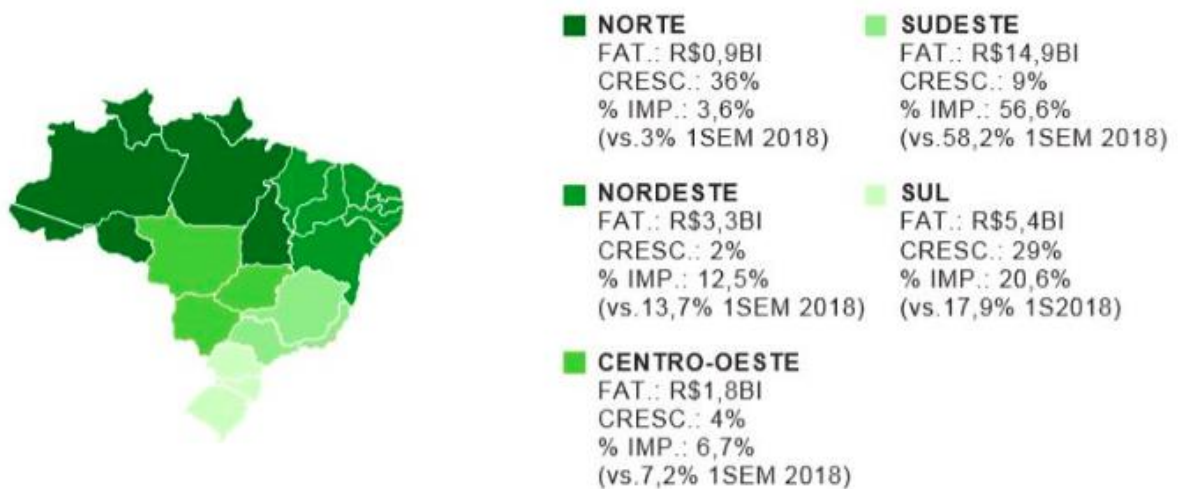 NORTE
FAT.: R$0,9BI
CRESC.: 36%
% IMP.: 3,6%
(vs.3% 1SEM 2018)
NORDESTE
FAT.: R$3,3BI
CRESC.: 2%
% IMP.: 12,5%
(vs.13,7% 1SEM 2018)
CENTRO-OESTE
FAT.: R$1,8BI
CRESC.: 4%
% IMP.: 6,7%
(vs.7,2% 1SEM 2018)
SUDESTE
FAT.: R$14,9BI
CRESC.: 9%
% IMP.: 56,6%
(vs.58,2% 1SEM 2018)
SUL
FAT.: R$5,4BI
CRESC.: 29%
% IMP.: 20,6%
(vs.17,9% 1S2018)